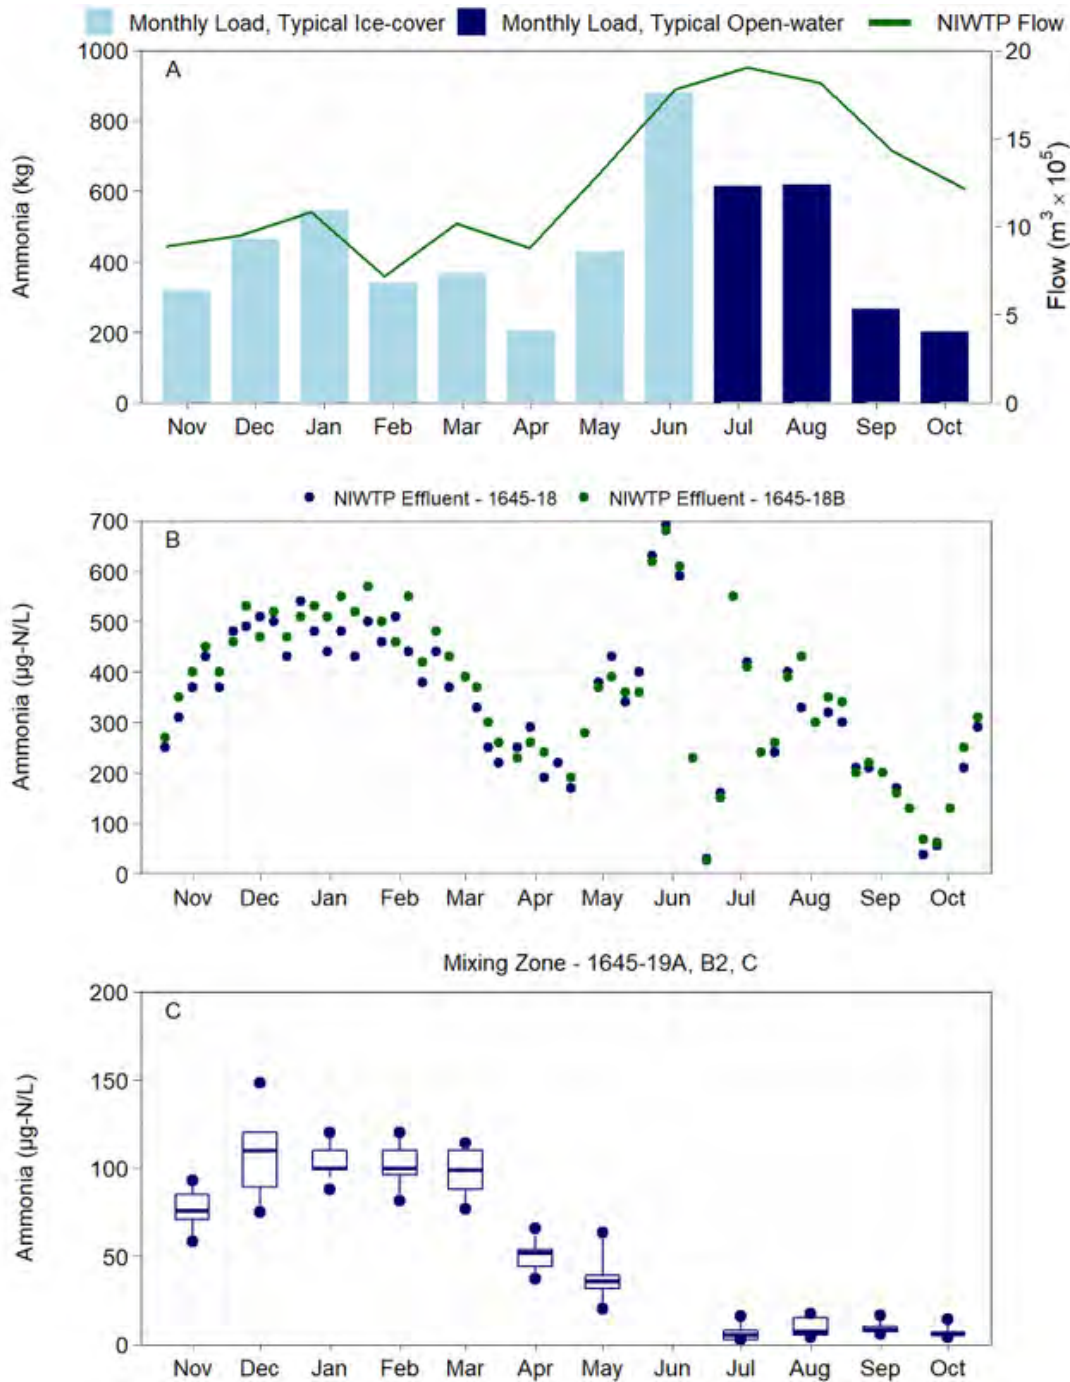 Monthly Load, Typical Ice-cover Monthly Load, Typical Open-water NIWTP Flow
A
Ammonia (kg)
1000
800
600
400
200
0
20
15
10
5
0
Flow (m³ × 10⁵)
Nov Dec Jan Feb Mar Apr May Jun Jul Aug Sep Oct
NIWTP Effluent - 1645-18 NIWTP Effluent - 1645-18B
B
Ammonia (µg-N/L)
700
600
500
400
300
200
100
0
Nov Dec Jan Feb Mar Apr May Jun Jul Aug Sep Oct
Mixing Zone - 1645-19A, B2, C
C
Ammonia (µg-N/L)
200
150
100
50
0
Nov Dec Jan Feb Mar Apr May Jun Jul Aug Sep Oct